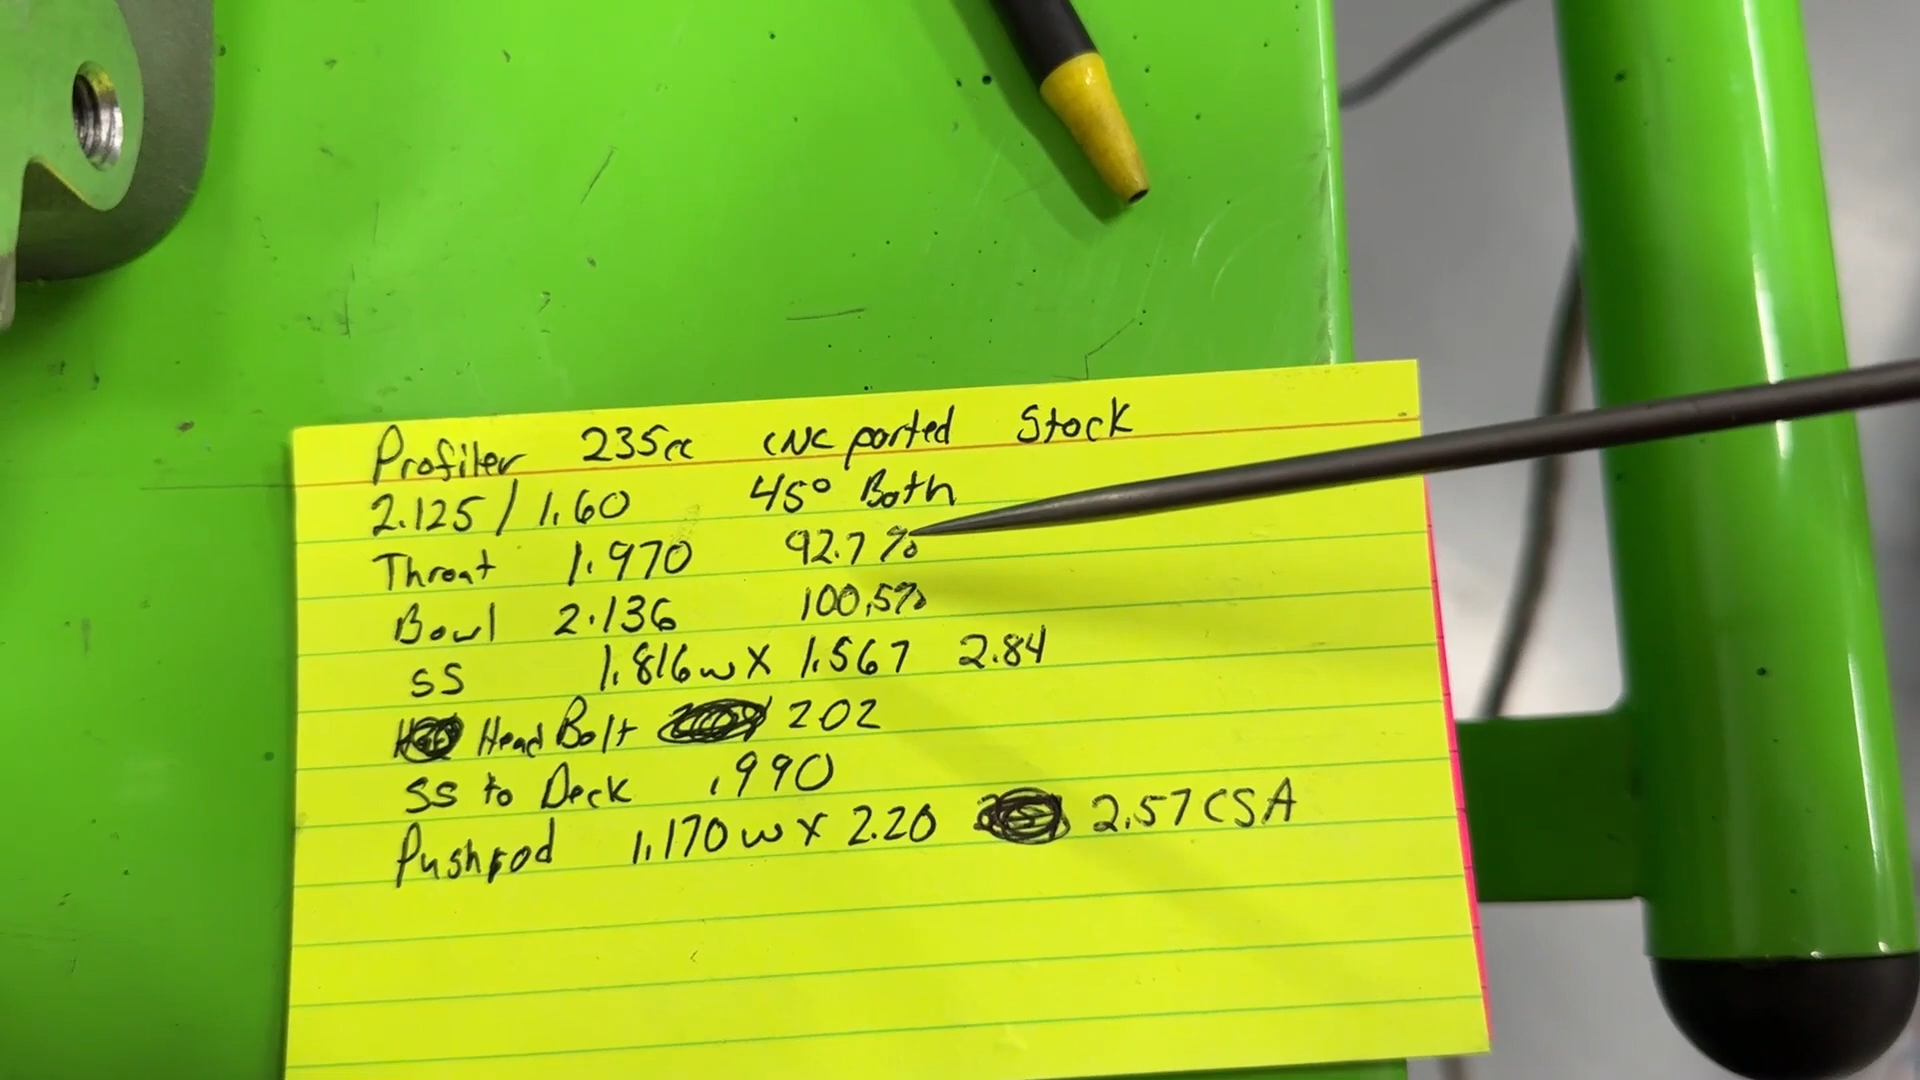 Profiler 235cc CNC ported Stock
2.125/1.60 45° Both
Throat 1.970 92.7%
Bowl 2.136 100.5%
SS 1.816w X 1.567 2.84
Head Bolt 202
SS to Deck .990
Pushrod 1.170w X 2.20 2.57 CSA